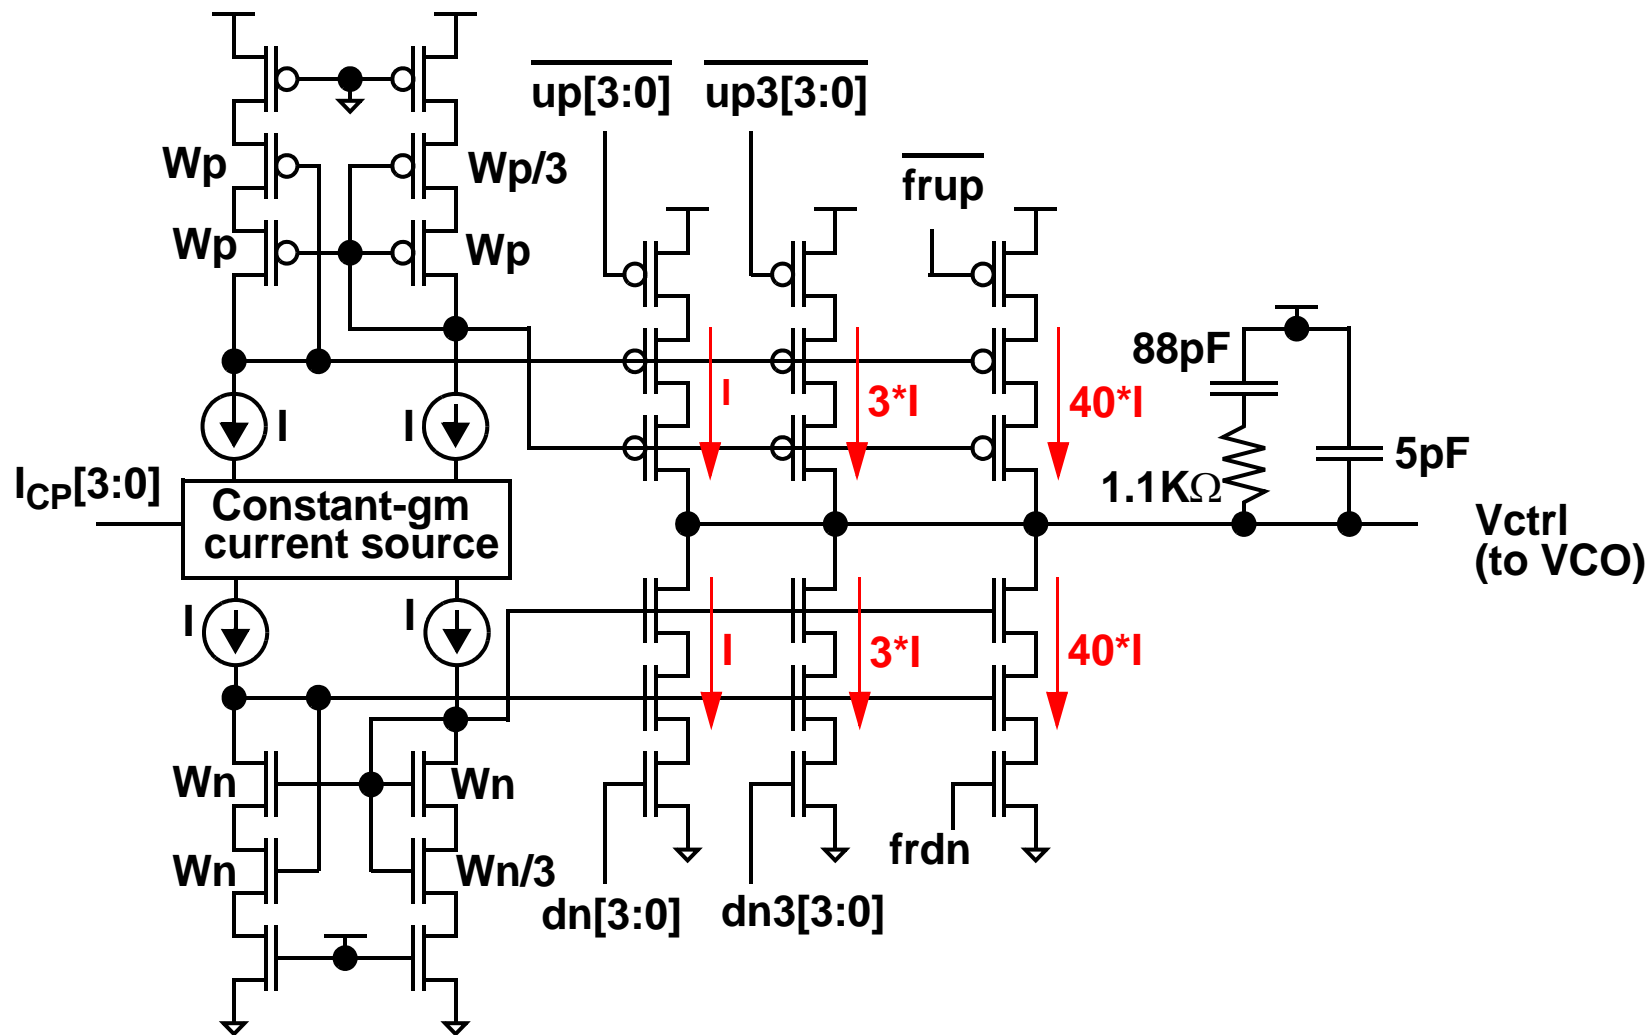 up[3:0]
up3[3:0]
frup
Wp
Wp/3
Wp
Wp
88pF
I
3*I
40*I
I
I
5pF
1.1KΩ
I_CP[3:0]
Constant-gm
current source
Vctrl
(to VCO)
I
I
I
3*I
40*I
Wn
Wn
Wn
Wn/3
frdn
dn[3:0]
dn3[3:0]